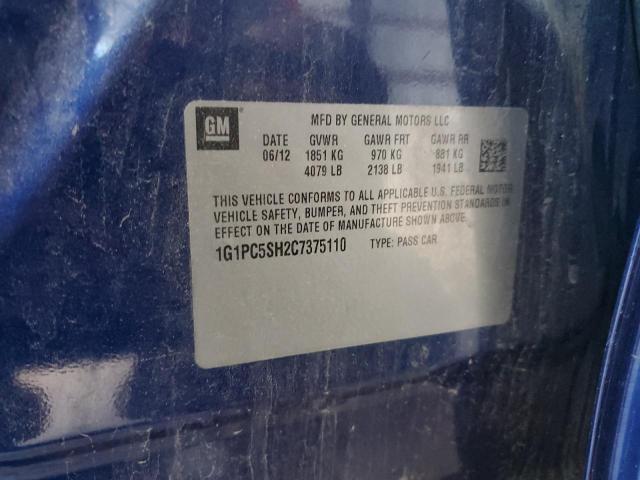 GM
MFD BY GENERAL MOTORS LLC
DATE GVWR GAWR FRT GAWR RR
06/12 1851 KG 970 KG 881 KG
4079 LB 2138 LB 1941 LB
THIS VEHICLE CONFORMS TO ALL APPLICABLE U.S. FEDERAL MOTOR
VEHICLE SAFETY, BUMPER, AND THEFT PREVENTION STANDARDS IN
EFFECT ON THE DATE OF MANUFACTURE SHOWN ABOVE.
1G1PC5SH2C7375110 TYPE: PASS CAR